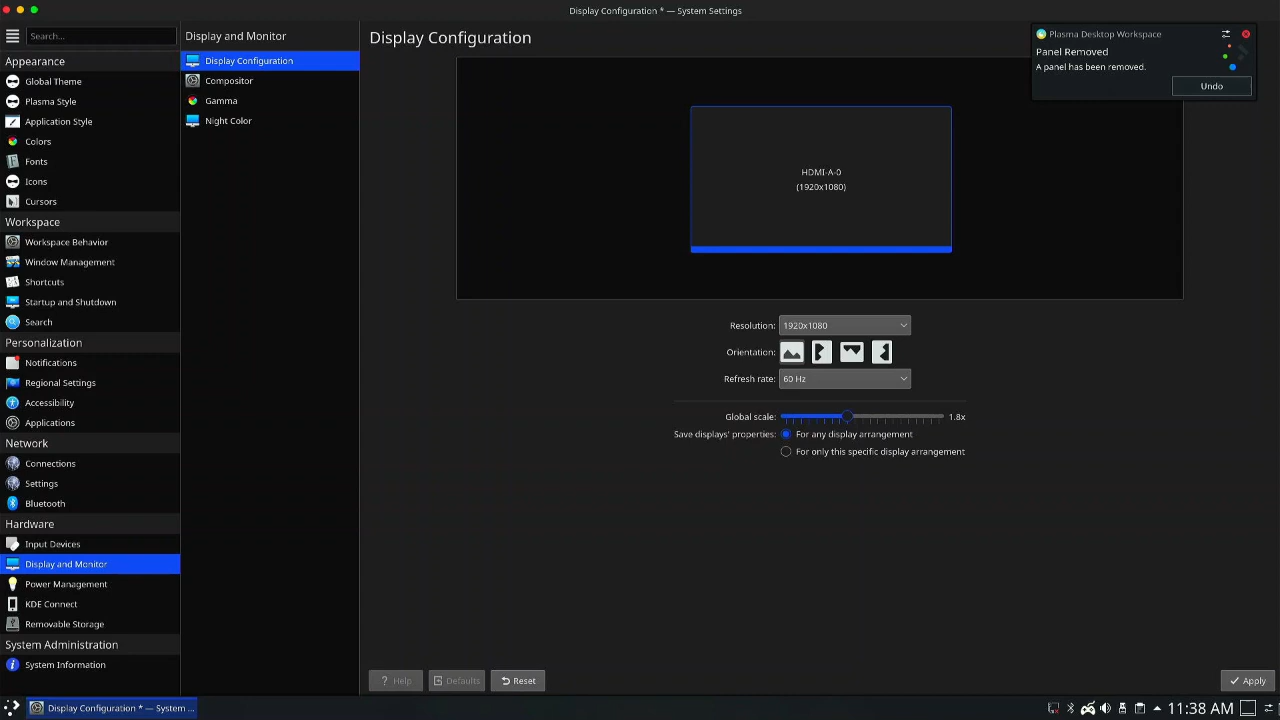 Display Configuration * — System Settings
Search...
Appearance
Global Theme
Plasma Style
Application Style
Colors
Fonts
Icons
Cursors
Workspace
Workspace Behavior
Window Management
Shortcuts
Startup and Shutdown
Search
Personalization
Notifications
Regional Settings
Accessibility
Applications
Network
Connections
Settings
Bluetooth
Hardware
Input Devices
Display and Monitor
Power Management
KDE Connect
Removable Storage
System Administration
System Information
Display and Monitor
Display Configuration
Compositor
Gamma
Night Color
Display Configuration
HDMI-A-0
(1920x1080)
Resolution: 1920x1080
Orientation:
Refresh rate: 60 Hz
Global scale: 1.8x
Save displays' properties: For any display arrangement
For only this specific display arrangement
? Help
Defaults
Reset
Apply
Plasma Desktop Workspace
Panel Removed
A panel has been removed.
Undo
Display Configuration * — System ...
11:38 AM